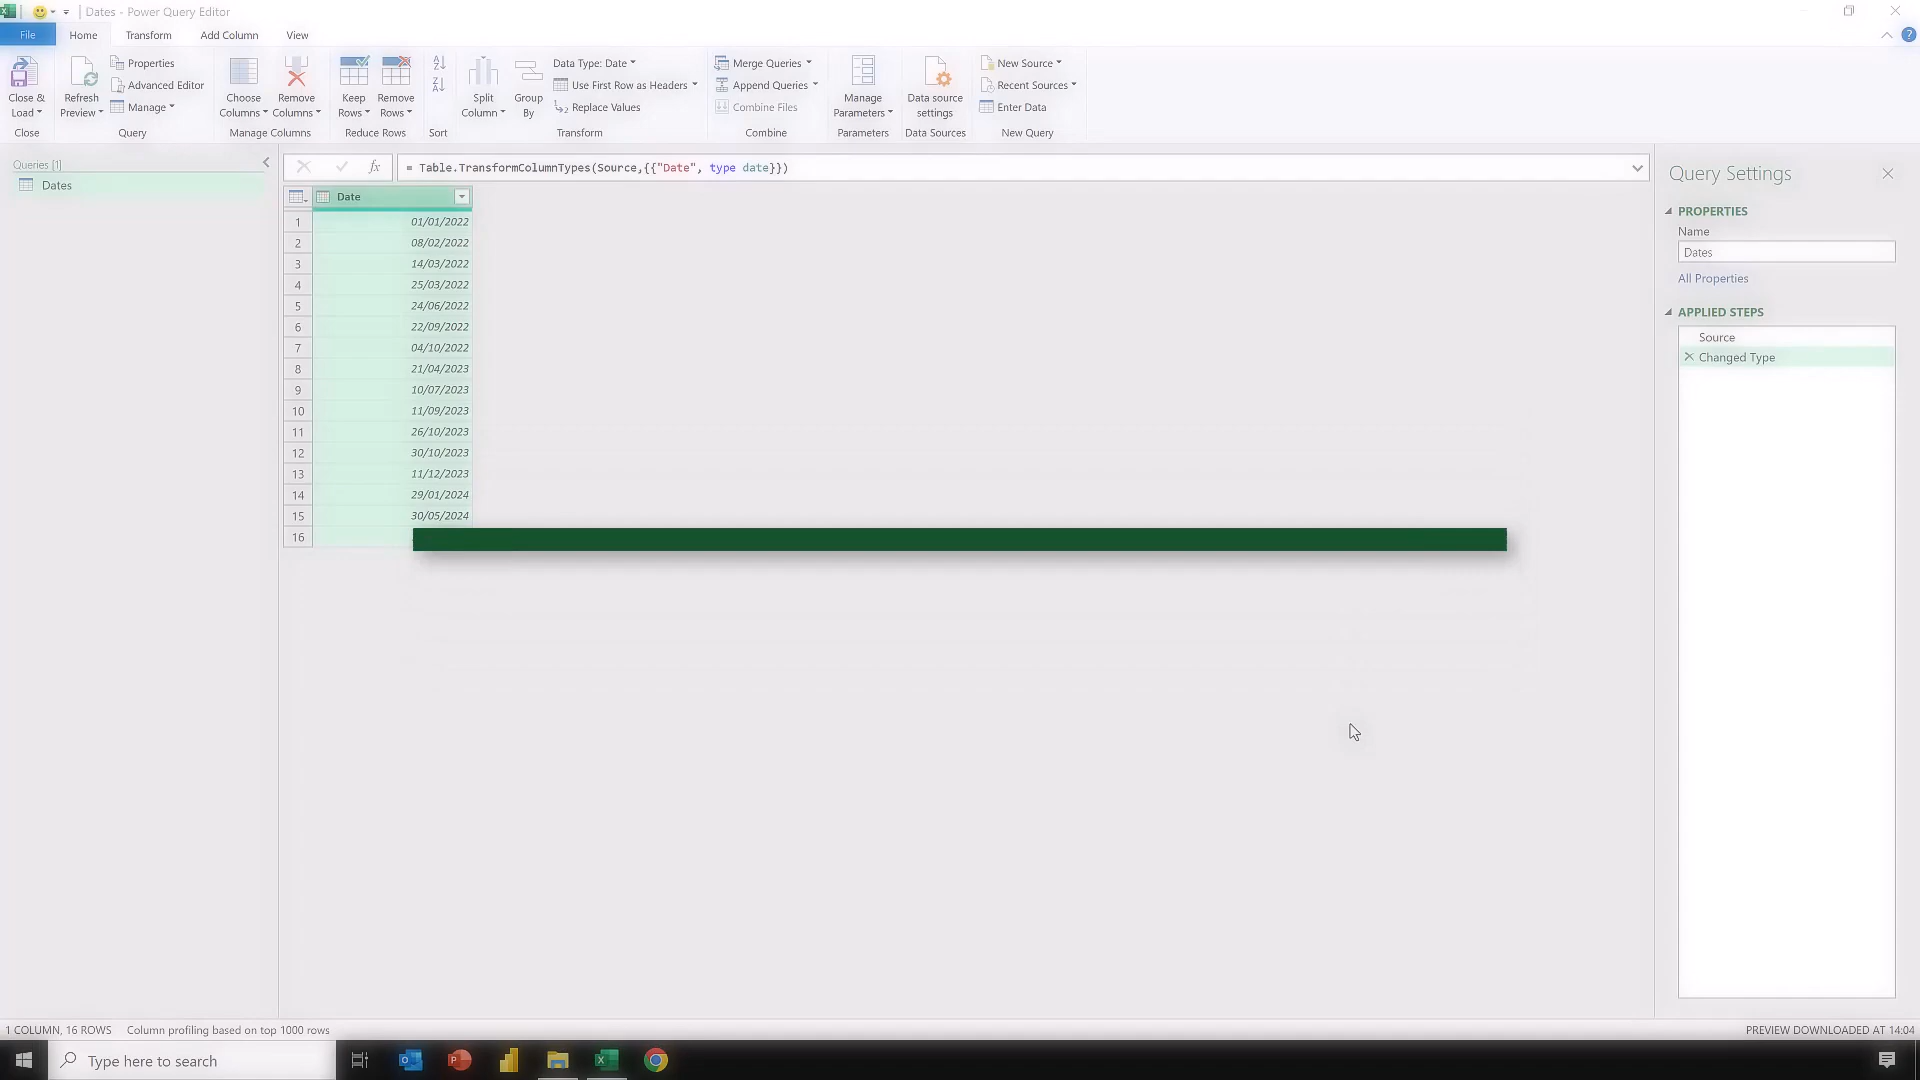 Dates - Power Query Editor
File
Home
Transform
Add Column
View
Close &
Load
Close
Refresh
Preview
Properties
Advanced Editor
Manage
Query
Choose
Columns
Remove
Columns
Manage Columns
Keep
Rows
Remove
Rows
Reduce Rows
Sort
Split
Column
Group
By
Data Type: Date
Use First Row as Headers
Replace Values
Transform
Merge Queries
Append Queries
Combine Files
Combine
Manage
Parameters
Parameters
Data source
settings
Data Sources
New Source
Recent Sources
Enter Data
New Query
Queries [1]
Dates
fx
= Table.TransformColumnTypes(Source,{{"Date", type date}})
Date
1 01/01/2022
2 08/02/2022
3 14/03/2022
4 25/03/2022
5 24/06/2022
6 22/09/2022
7 04/10/2022
8 21/04/2023
9 10/07/2023
10 11/09/2023
11 26/10/2023
12 30/10/2023
13 11/12/2023
14 29/01/2024
15 30/05/2024
16
Query Settings
PROPERTIES
Name
Dates
All Properties
APPLIED STEPS
Source
Changed Type
1 COLUMN, 16 ROWS
Column profiling based on top 1000 rows
PREVIEW DOWNLOADED AT 14:04
Type here to search